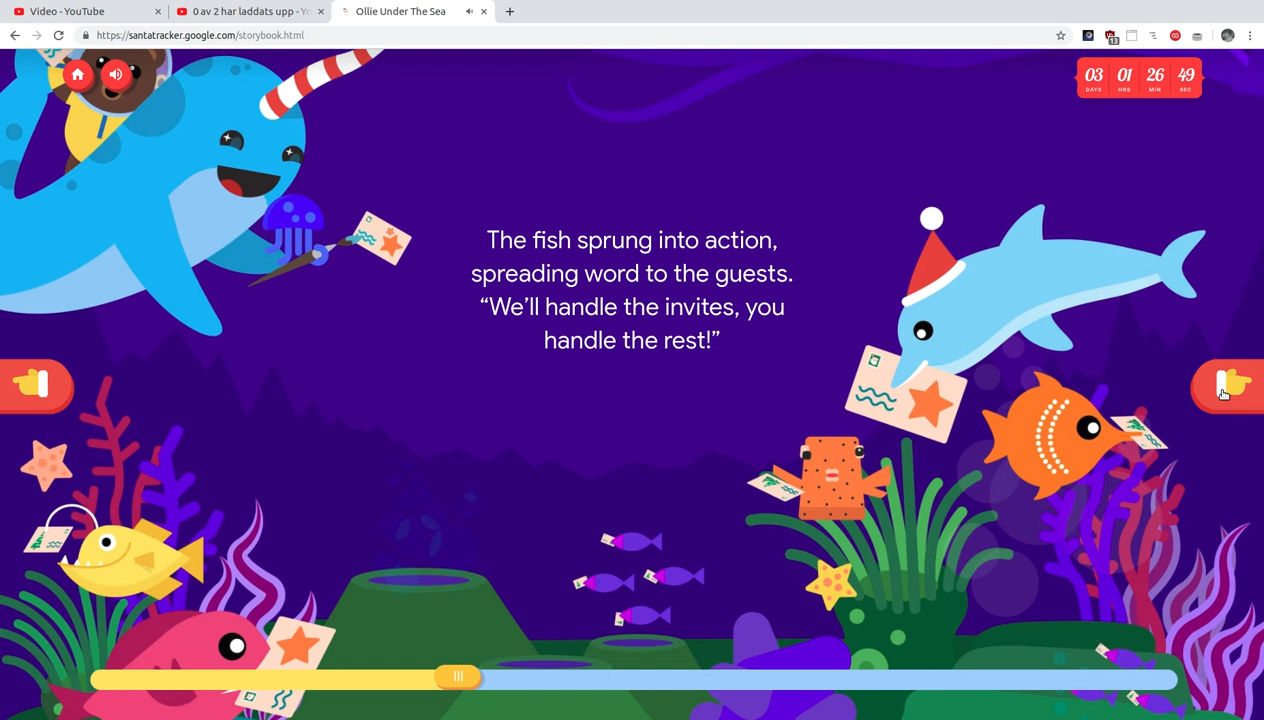 Video - YouTube
0 av 2 har laddats upp - Yo
Ollie Under The Sea
https://santatracker.google.com/storybook.html
13
03 01 26 49
DAYS HRS MIN SEC
The fish sprung into action,
spreading word to the guests.
“We’ll handle the invites, you
handle the rest!”